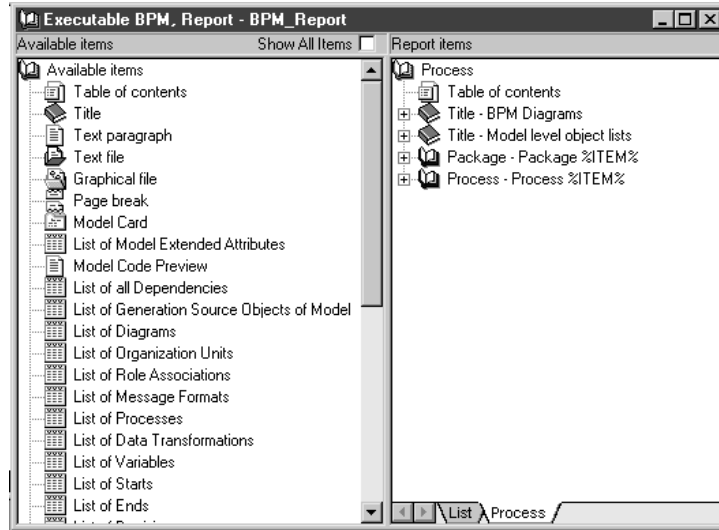 Executable BPM, Report - BPM_Report
Available items Show All Items
Available items
Table of contents
Title
Text paragraph
Text file
Graphical file
Page break
Model Card
List of Model Extended Attributes
Model Code Preview
List of all Dependencies
List of Generation Source Objects of Model
List of Diagrams
List of Organization Units
List of Role Associations
List of Message Formats
List of Processes
List of Data Transformations
List of Variables
List of Starts
List of Ends
Report items
Process
Table of contents
Title - BPM Diagrams
Title - Model level object lists
Package - Package %ITEM%
Process - Process %ITEM%
List Process